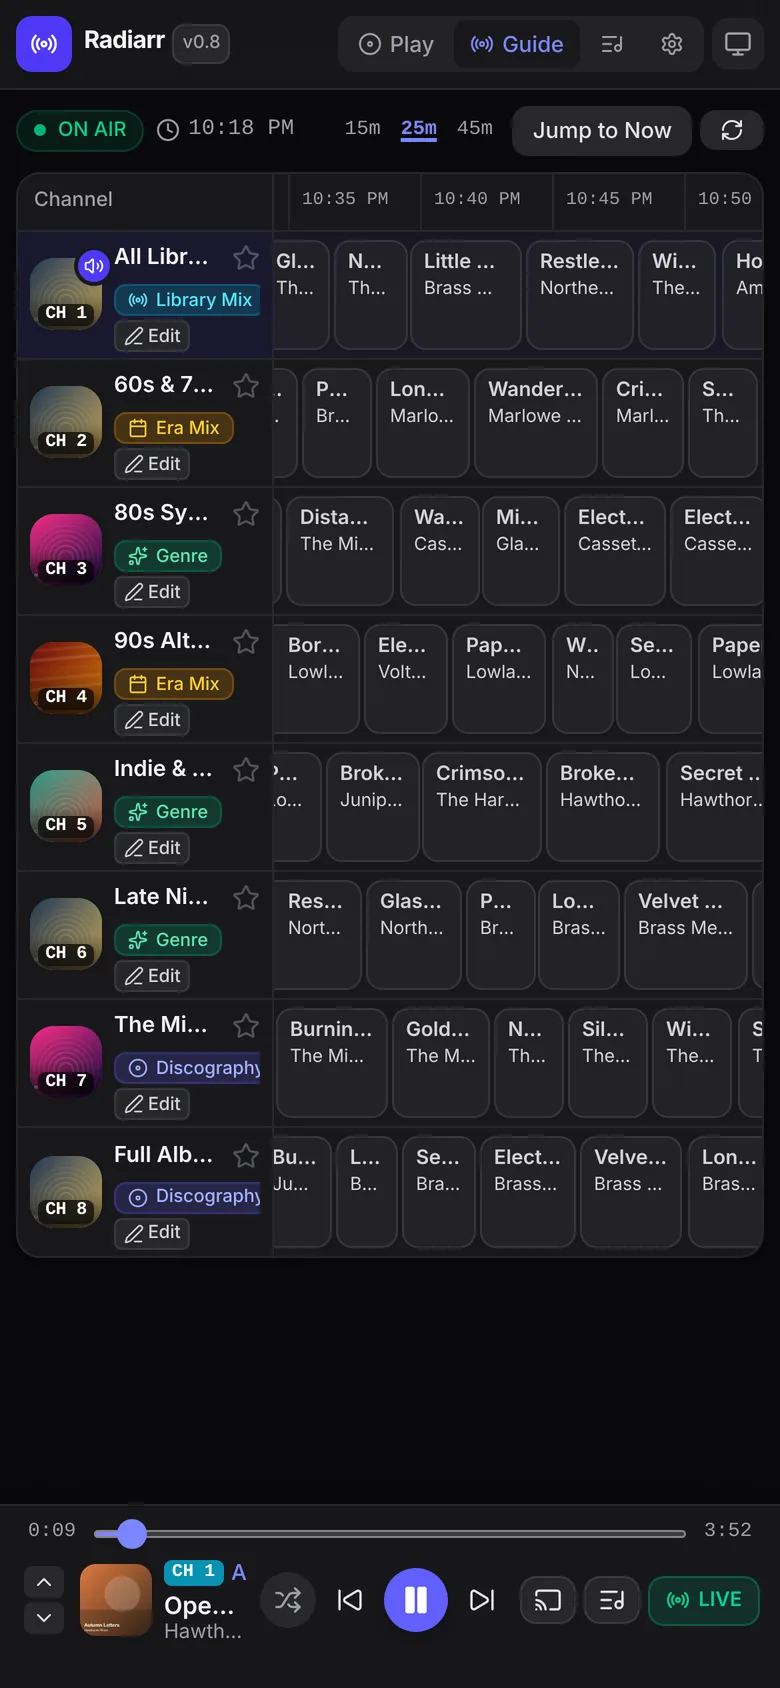 Radiarr v0.8 Play Guide
ON AIR 10:18 PM 15m 25m 45m Jump to Now
Channel 10:35 PM 10:40 PM 10:45 PM 10:50
All Libr... Gl... N... Little ... Restle... Wi... Ho
Th... Th... Brass ... Northe... The... Am
CH 1 Library Mix
Edit
60s & 7... P... Lon... Wander... Cri... S...
Br... Marlo... Marlowe ... Marl... Th...
CH 2 Era Mix
Edit
80s Sy... Dista... Wa... Mi... Elect... Elect...
The Mi... Cas... Gla... Casset... Casse...
CH 3 Genre
Edit
90s Alt... Bor... Ele... Pap... W.. Se... Pape
Lowl... Volt... Lowla... N... Lo... Lowla
CH 4 Era Mix
Edit
Indie & ... P... Brok... Crimso... Broke... Secret ...
Lo... Junip... The Har... Hawtho... Hawthor...
CH 5 Genre
Edit
Late Ni... Res... Glas... P... Lo... Velvet ...
Nort... North... Br... Bras... Brass Me...
CH 6 Genre
Edit
The Mi... Burnin... Gold... N... Sil... Wi... S
The Mi... The M... Th... The... The... T
CH 7 Discography
Edit
Full Alb... Bu... L... Se... Elect... Velve... Lon...
Ju... B... Bra... Brass... Brass ... Bras...
CH 8 Discography
Edit
0:09 3:52
CH 1 A
Ope...
Hawth...
Autumn Letters
LIVE